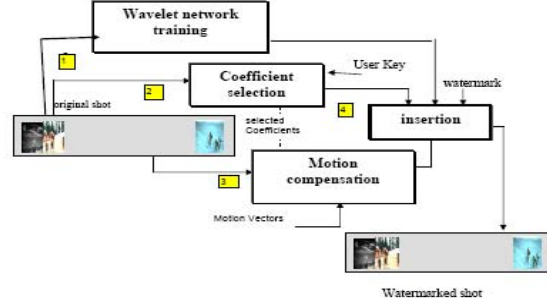 Wavelet network
training
1
User Key
2
Coefficient
selection
watermark
original shot
4
selected
Coefficients
insertion
Motion
compensation
3
Motion Vectors
Watermarked shot